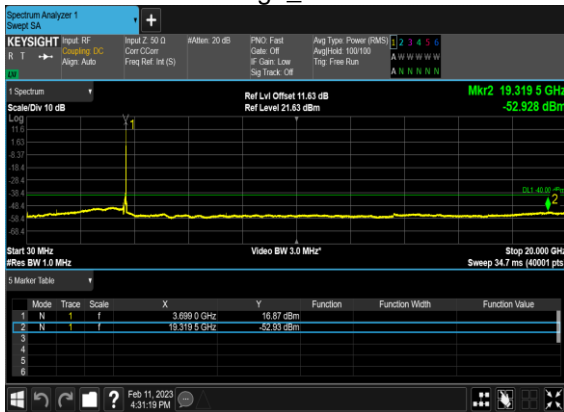 Spectrum Analyzer 1
Swept SA
KEYSIGHT Input: RF Input Z: 50 Ω #Atten: 20 dB PNO: Fast Avg Type: Power (RMS) 1 2 3 4 5 6
R T Coupling: DC Corr CCorr Gate: Off Avg|Hold: 100/100 A W W W W W
Align: Auto Freq Ref: Int (S) IF Gain: Low Trig: Free Run
Sig Track: Off A N N N N N
1 Spectrum Ref Lvl Offset 11.63 dB Mkr2 19.319 5 GHz
Scale/Div 10 dB Ref Level 21.63 dBm -52.928 dBm
Log
11.6 1
1.63
-8.37
-18.4
-28.4
-38.4 DL1 -40.00 dBm
-48.4 2
-58.4
-68.4
Start 30 MHz Video BW 3.0 MHz* Stop 20.000 GHz
#Res BW 1.0 MHz Sweep 34.7 ms (40001 pts)
5 Marker Table
Mode Trace Scale X Y Function Function Width Function Value
1 N 1 f 3.699 0 GHz 16.87 dBm
2 N 1 f 19.319 5 GHz -52.93 dBm
3
4
5
6
? Feb 11, 2023
4:31:19 PM